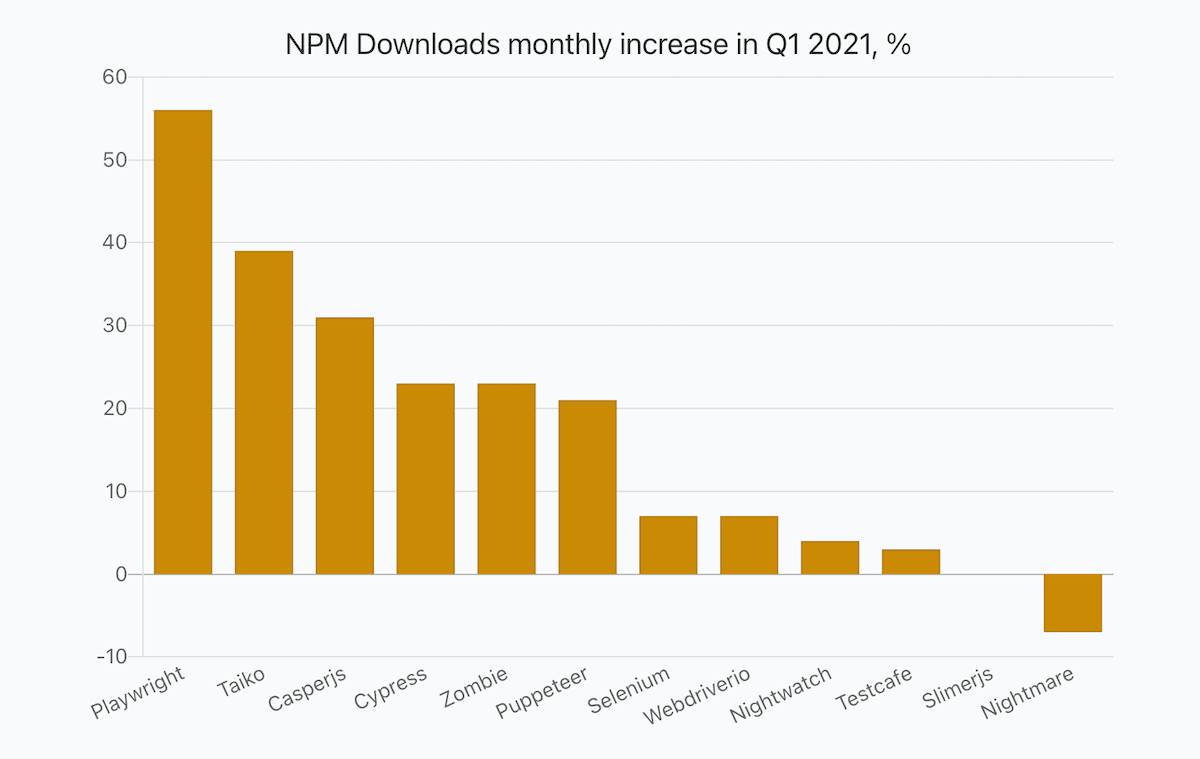 NPM Downloads monthly increase in Q1 2021, %
60
50
40
30
20
10
0
-10
Playwright
Taiko
Casperjs
Cypress
Zombie
Puppeteer
Selenium
Webdriverio
Nightwatch
Testcafe
Slimerjs
Nightmare